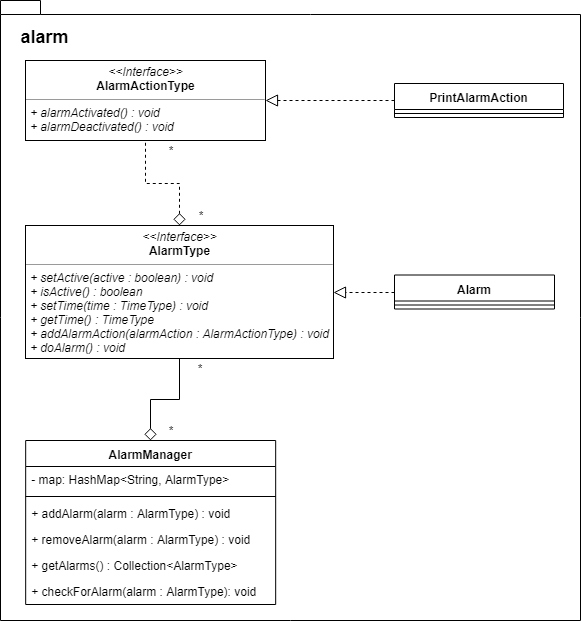 alarm
<<Interface>>
AlarmActionType
+ alarmActivated() : void
+ alarmDeactivated() : void
PrintAlarmAction
*
*
<<Interface>>
AlarmType
+ setActive(active : boolean) : void
+ isActive() : boolean
+ setTime(time : TimeType) : void
+ getTime() : TimeType
+ addAlarmAction(alarmAction : AlarmActionType) : void
+ doAlarm() : void
Alarm
*
*
AlarmManager
- map: HashMap<String, AlarmType>
+ addAlarm(alarm : AlarmType) : void
+ removeAlarm(alarm : AlarmType) : void
+ getAlarms() : Collection<AlarmType>
+ checkForAlarm(alarm : AlarmType): void